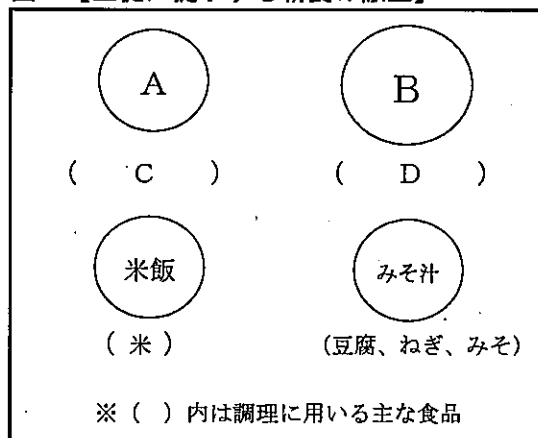 A
B
( C )
( D )
米飯
みそ汁
( 米 )
(豆腐、ねぎ、みそ)
※ ( ) 内は調理に用いる主な食品